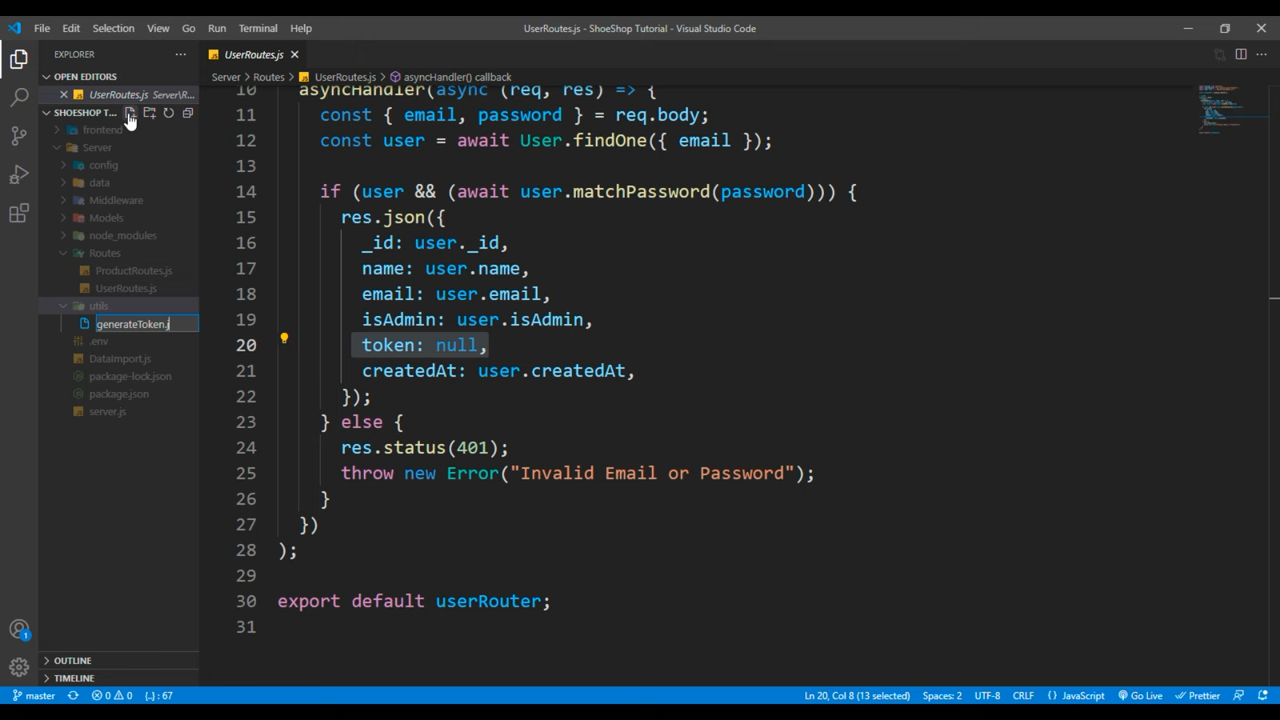 File Edit Selection View Go Run Terminal Help
UserRoutes.js - ShoeShop Tutorial - Visual Studio Code
EXPLORER
OPEN EDITORS
UserRoutes.js Server\R...
SHOESHOP T...
frontend
Server
config
data
Middleware
Models
node_modules
Routes
ProductRoutes.js
UserRoutes.js
utils
generateToken.j
.env
DataImport.js
package-lock.json
package.json
server.js
OUTLINE
TIMELINE
UserRoutes.js
Server > Routes > UserRoutes.js > asyncHandler() callback
10 asyncHandler(async (req, res) => {
11 const { email, password } = req.body;
12 const user = await User.findOne({ email });
13
14 if (user && (await user.matchPassword(password))) {
15 res.json({
16 _id: user._id,
17 name: user.name,
18 email: user.email,
19 isAdmin: user.isAdmin,
20 token: null,
21 createdAt: user.createdAt,
22 });
23 } else {
24 res.status(401);
25 throw new Error("Invalid Email or Password");
26 }
27 })
28 );
29
30 export default userRouter;
31
1
master 0 0 {..} : 67
Ln 20, Col 8 (13 selected) Spaces: 2 UTF-8 CRLF {} JavaScript Go Live Prettier